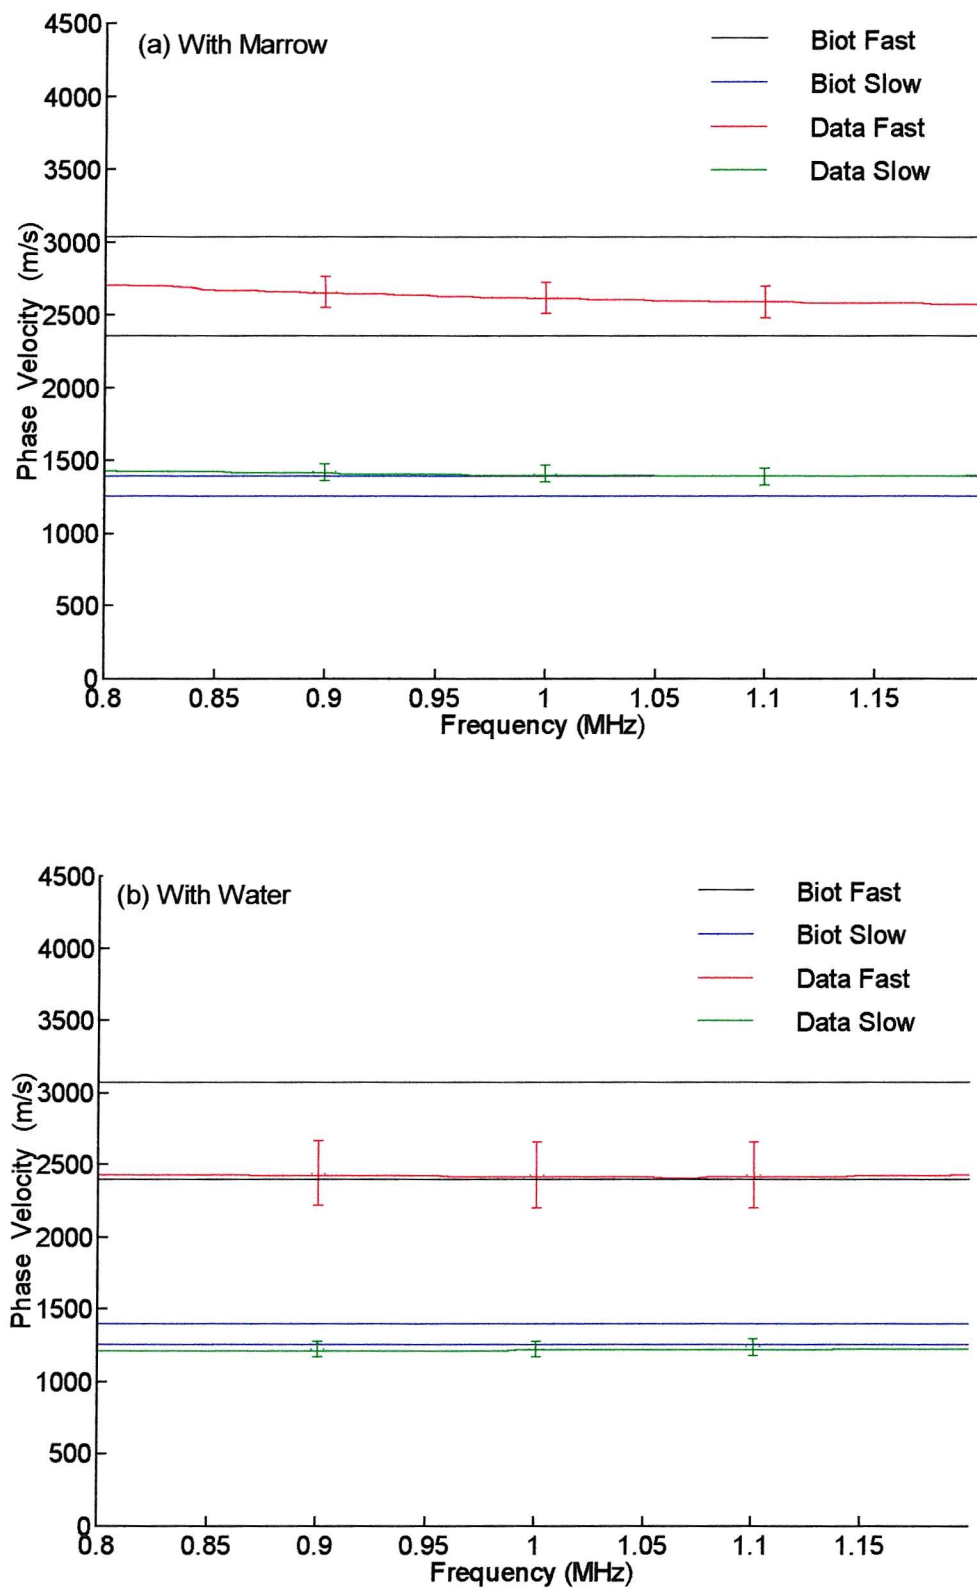 4500
(a) With Marrow
Biot Fast
4000
Biot Slow
Data Fast
3500
Data Slow
3000
2500
2000
1500
1000
500
0
Phase Velocity (m/s)
0.8 0.85 0.9 0.95 1 1.05 1.1 1.15
Frequency (MHz)
4500
(b) With Water
Biot Fast
4000
Biot Slow
Data Fast
3500
Data Slow
3000
2500
2000
1500
1000
500
0
Phase Velocity (m/s)
0.8 0.85 0.9 0.95 1 1.05 1.1 1.15
Frequency (MHz)